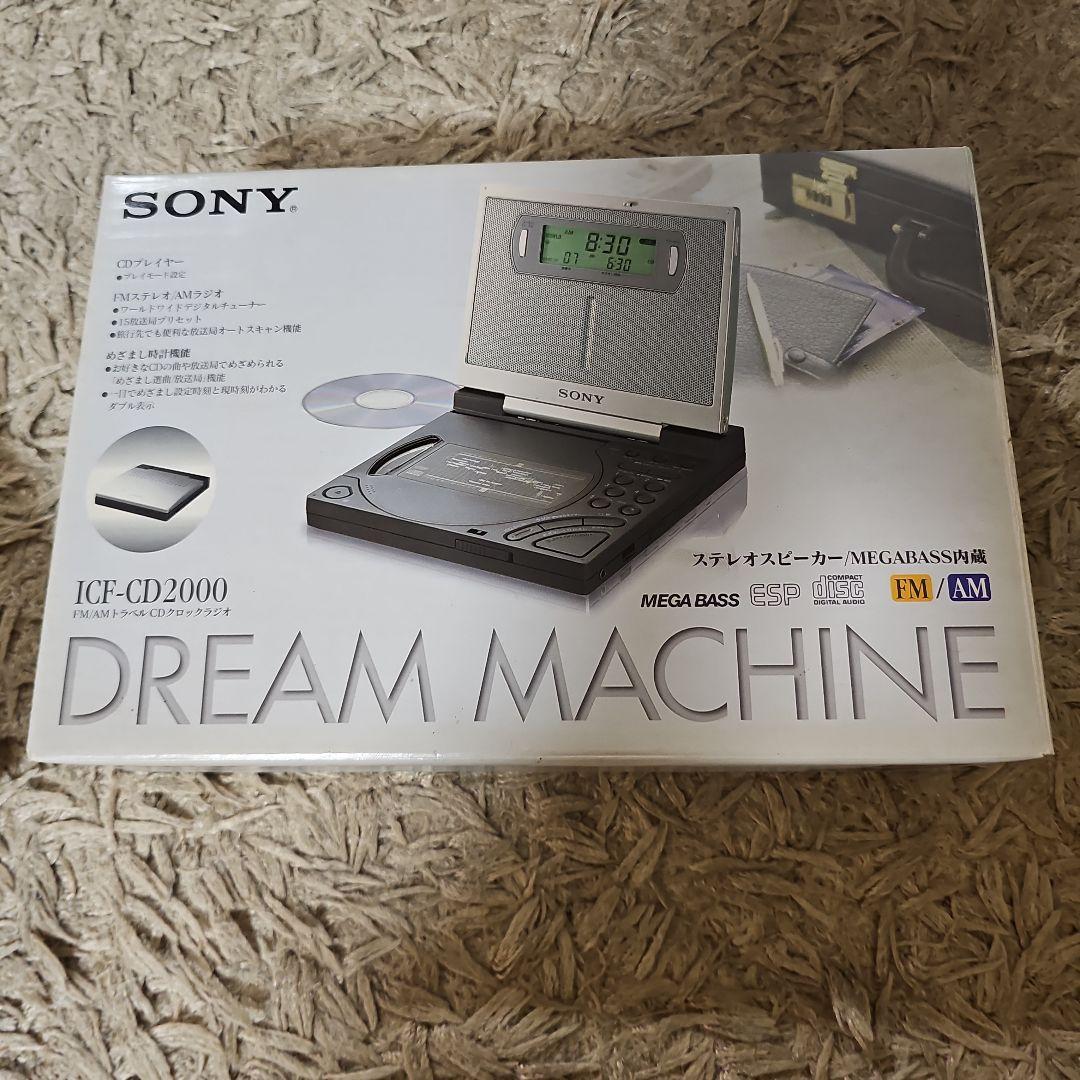 SONY®
CDプレイヤー
●プレイモード設定
FMステレオ/AMラジオ
●ワールドワイドデジタルチューナー
●15放送局プリセット
●旅行先でも便利な放送局オートスキャン機能
めざまし時計機能
●お好きなCDの曲や放送局でめざめられる
「めざまし選曲/放送局」機能
●一目でめざまし設定時刻と現時刻がわかる
ダブル表示
AM 8:30
07 6:30
SONY
ステレオスピーカー/MEGABASS内蔵
MEGA BASS ESP COMPACT disc DIGITAL AUDIO FM/AM
ICF-CD2000
FM/AMトラベルCDクロックラジオ
DREAM MACHINE